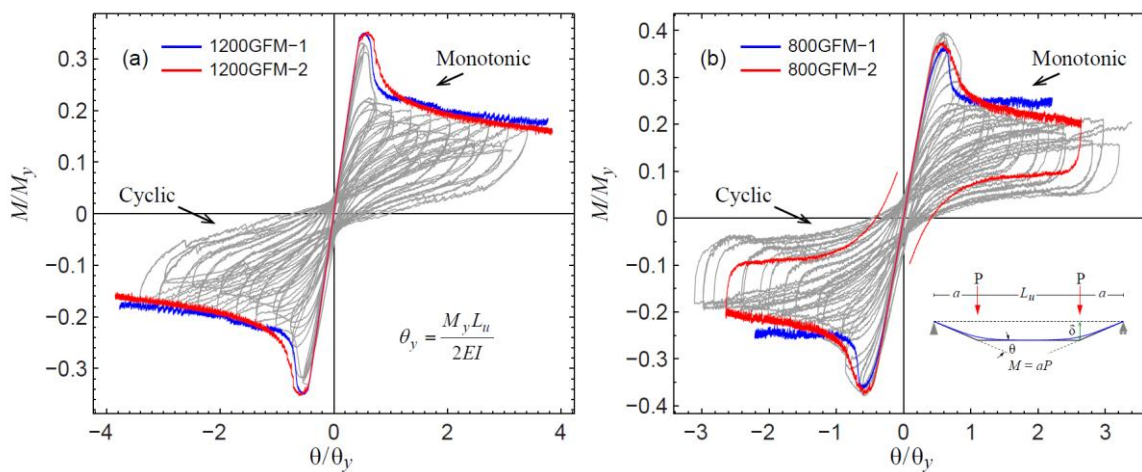 (a)
1200GFM−1
1200GFM−2
Monotonic
Cyclic
θy = MyLu / 2EI
M/My
0.3
0.2
0.1
0
−0.1
−0.2
−0.3
−4 −2 0 2 4
θ/θy
(b)
800GFM−1
800GFM−2
Monotonic
Cyclic
P P
a Lu a
δ
θ
M = aP
M/My
0.4
0.3
0.2
0.1
0
−0.1
−0.2
−0.3
−0.4
−3 −2 −1 0 1 2 3
θ/θy